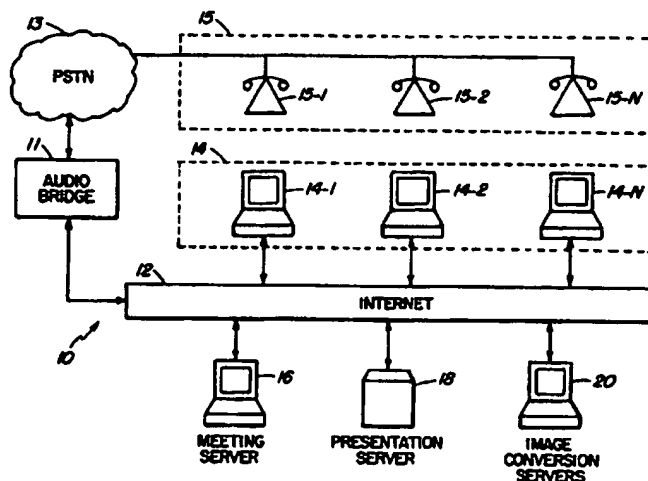 13
PSTN
15
15-1
15-2
15-N
11
AUDIO
BRIDGE
14
14-1
14-2
14-N
12
INTERNET
10
16
18
20
MEETING
SERVER
PRESENTATION
SERVER
IMAGE
CONVERSION
SERVERS